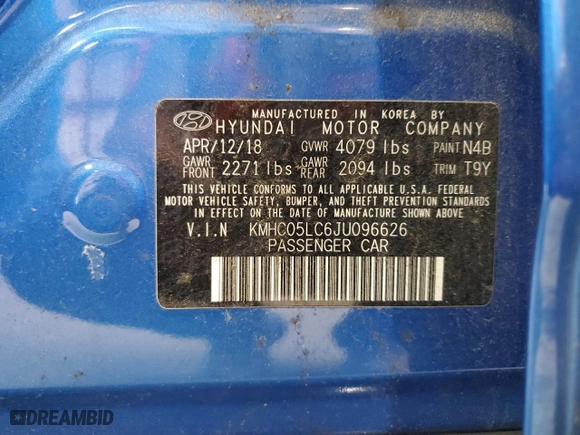 MANUFACTURED IN KOREA BY
HYUNDAI MOTOR COMPANY
APR/12/18 GVWR 4079 lbs PAINT N4B
GAWR FRONT 2271 lbs GAWR REAR 2094 lbs TRIM T9Y
THIS VEHICLE CONFORMS TO ALL APPLICABLE U.S.A. FEDERAL
MOTOR VEHICLE SAFETY, BUMPER, AND THEFT PREVENTION STANDARDS
IN EFFECT ON THE DATE OF MANUFACTURE SHOWN ABOVE.
V.I.N KMHC05LC6JU096626
PASSENGER CAR
DREAMBID